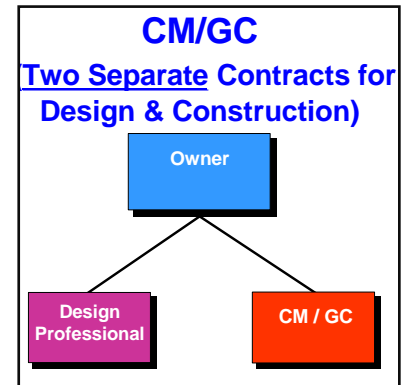 CM/GC
(Two Separate Contracts for
Design & Construction)
Owner
Design
Professional
CM / GC